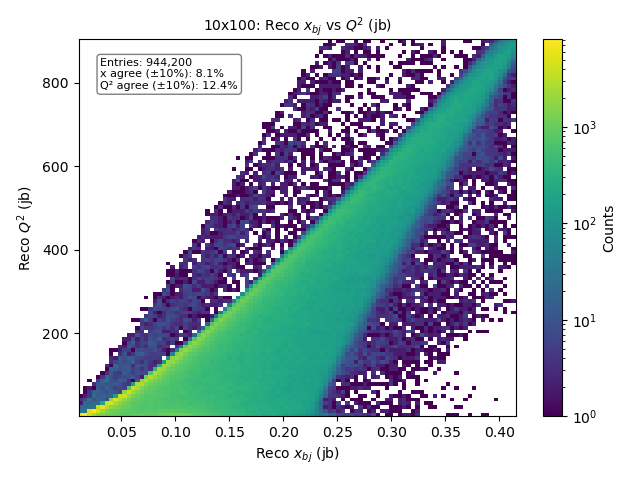 10x100: Reco $x_{bj}$ vs $Q^2$ (jb)
Entries: 944,200
x agree (±10%): 8.1%
Q² agree (±10%): 12.4%
800
600
400
200
Reco $Q^2$ (jb)
0.05 0.10 0.15 0.20 0.25 0.30 0.35 0.40
Reco $x_{bj}$ (jb)
10³
10²
10¹
10⁰
Counts